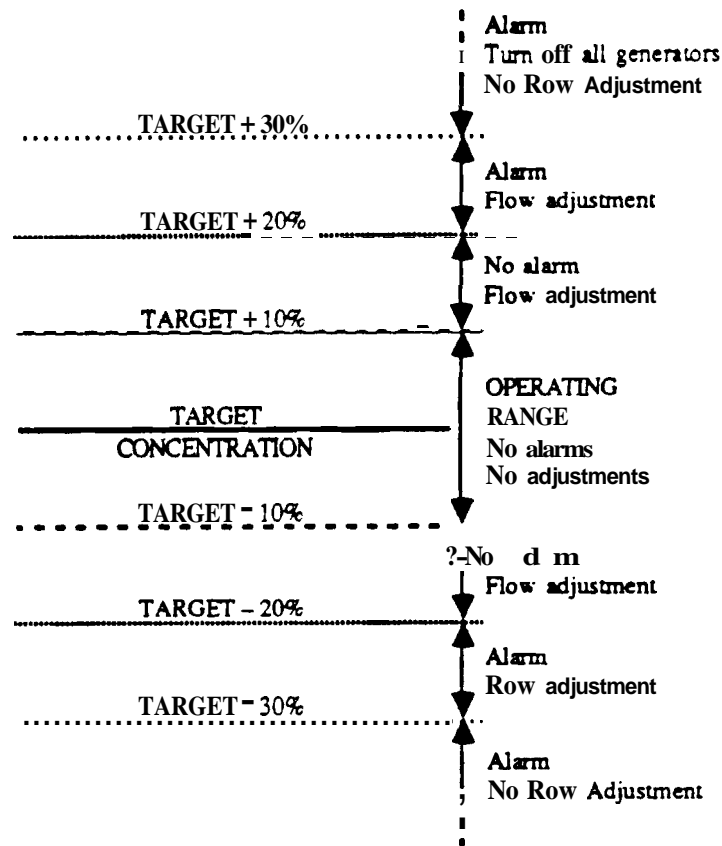 Alarm
Turn off all generators
No Row Adjustment
TARGET + 30%
Alarm
Flow adjustment
TARGET + 20%
No alarm
Flow adjustment
TARGET + 10%
OPERATING
RANGE
No alarms
No adjustments
TARGET
CONCENTRATION
TARGET - 10%
?-No d m
Flow adjustment
TARGET - 20%
Alarm
Row adjustment
TARGET - 30%
Alarm
No Row Adjustment